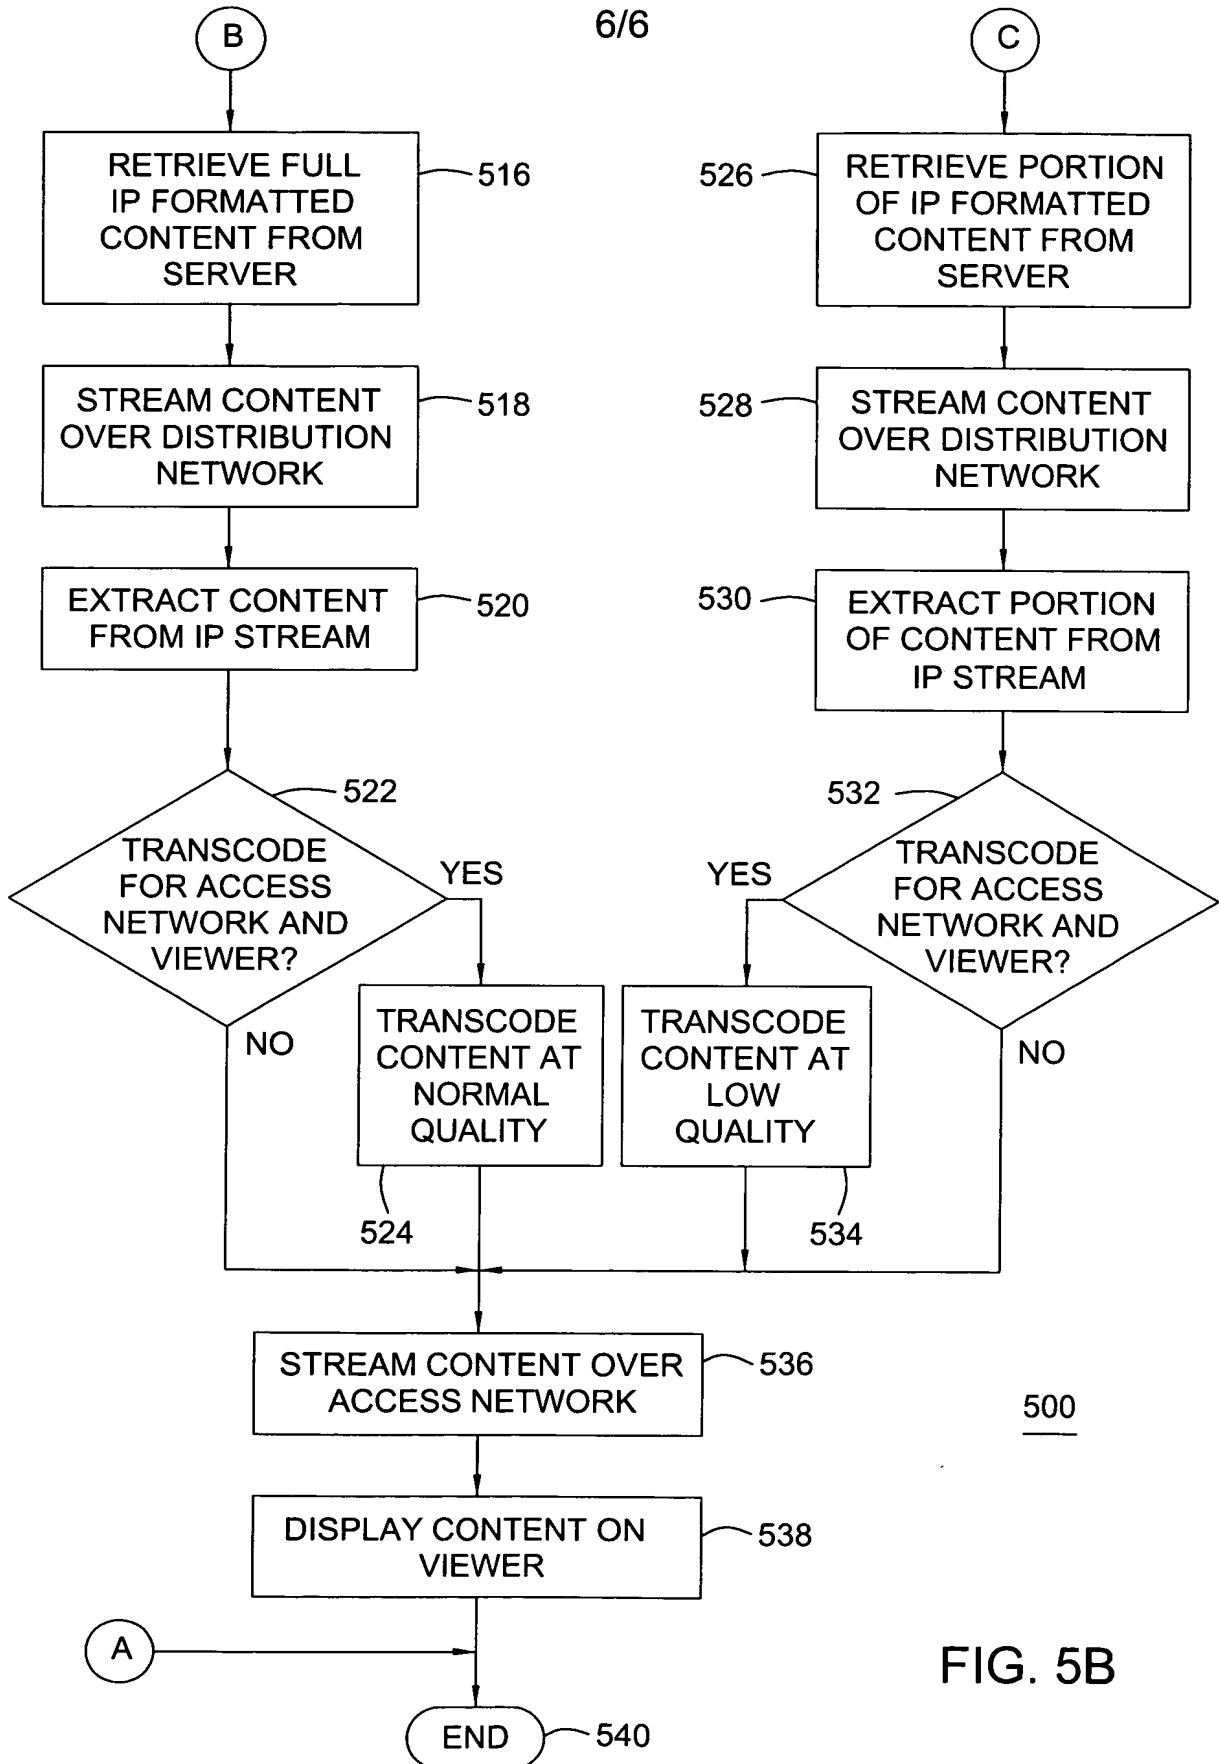 6/6
B
RETRIEVE FULL
IP FORMATTED
CONTENT FROM
SERVER
516
STREAM CONTENT
OVER DISTRIBUTION
NETWORK
518
EXTRACT CONTENT
FROM IP STREAM
520
TRANSCODE
FOR ACCESS
NETWORK AND
VIEWER?
522
YES
NO
TRANSCODE
CONTENT AT
NORMAL
QUALITY
524
C
RETRIEVE PORTION
OF IP FORMATTED
CONTENT FROM
SERVER
526
STREAM CONTENT
OVER DISTRIBUTION
NETWORK
528
EXTRACT PORTION
OF CONTENT FROM
IP STREAM
530
TRANSCODE
FOR ACCESS
NETWORK AND
VIEWER?
532
YES
NO
TRANSCODE
CONTENT AT
LOW
QUALITY
534
STREAM CONTENT OVER
ACCESS NETWORK
536
500
DISPLAY CONTENT ON
VIEWER
538
A
END
540
FIG. 5B